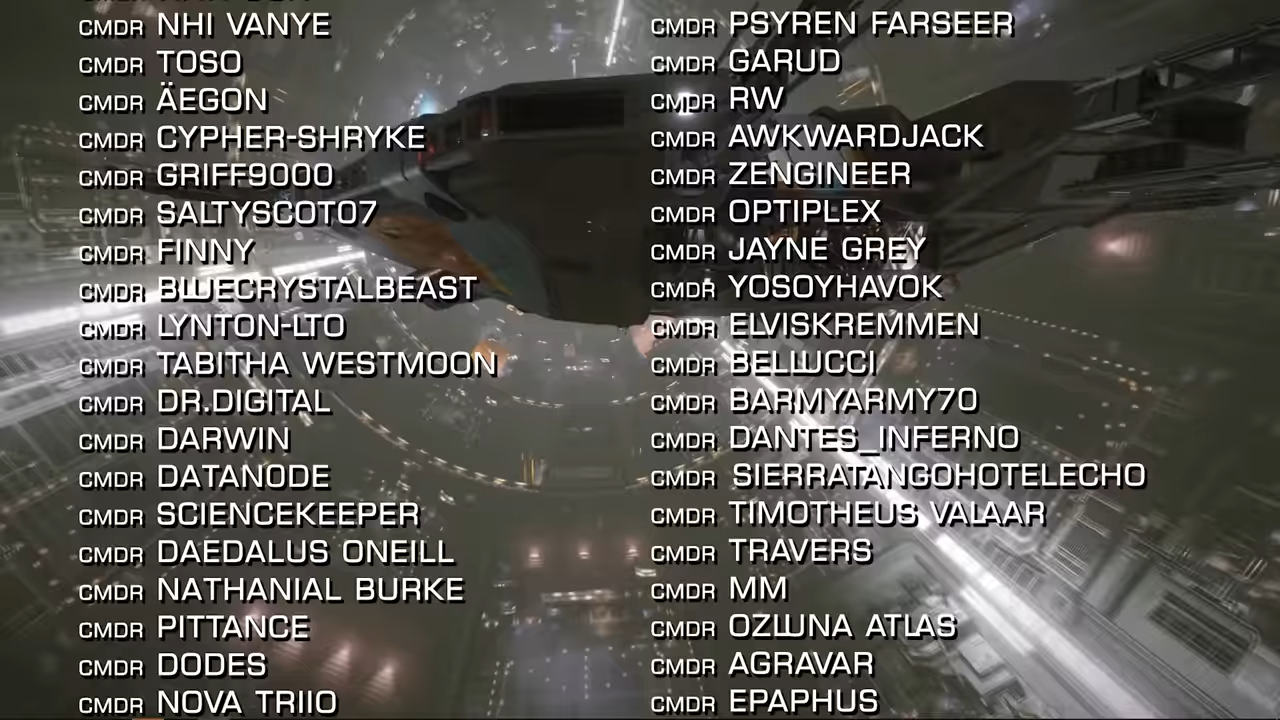 CMDR NHI VANYE
CMDR TOSO
CMDR ÄEGON
CMDR CYPHER-SHRYKE
CMDR GRIFF9000
CMDR SALTYSCOT07
CMDR FINNY
CMDR BLUECRYSTALBEAST
CMDR LYNTON-LTO
CMDR TABITHA WESTMOON
CMDR DR.DIGITAL
CMDR DARWIN
CMDR DATANODE
CMDR SCIENCEKEEPER
CMDR DAEDALUS ONEILL
CMDR NATHANIAL BURKE
CMDR PITTANCE
CMDR DODES
CMDR NOVA TRIIO
CMDR PSYREN FARSEER
CMDR GARUD
CMDR RW
CMDR AWKWARDJACK
CMDR ZENGINEER
CMDR OPTIPLEX
CMDR JAYNE GREY
CMDR YOSOYHAVOK
CMDR ELVISKREMMEN
CMDR BELLUCCI
CMDR BARMYARMY70
CMDR DANTES_INFERNO
CMDR SIERRATANGOHOTELECHO
CMDR TIMOTHEUS VALAAR
CMDR TRAVERS
CMDR MM
CMDR OZLUNA ATLAS
CMDR AGRAVAR
CMDR EPAPHUS